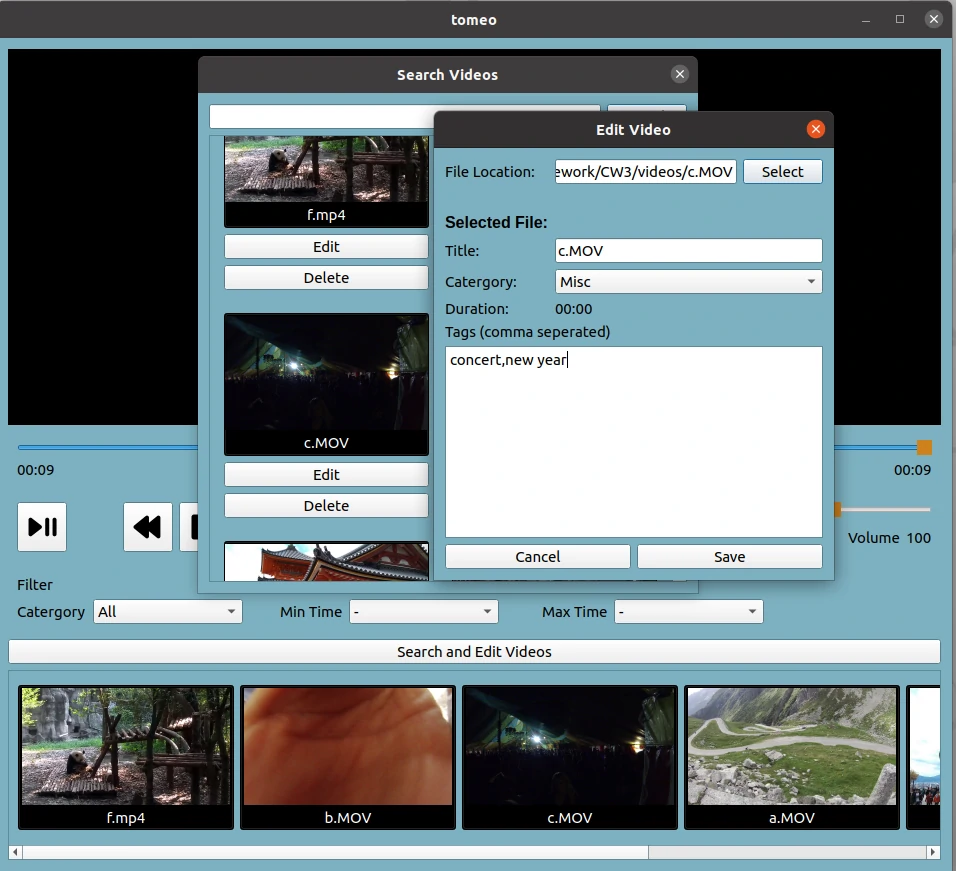 tomeo
Search Videos
Edit Video
File Location: ework/CW3/videos/c.MOV Select
Selected File:
Title: c.MOV
Catergory: Misc
Duration: 00:00
Tags (comma seperated)
concert,new year
Cancel Save
f.mp4
Edit
Delete
c.MOV
Edit
Delete
00:09 00:09
Volume 100
Filter
Catergory All Min Time - Max Time -
Search and Edit Videos
f.mp4 b.MOV c.MOV a.MOV